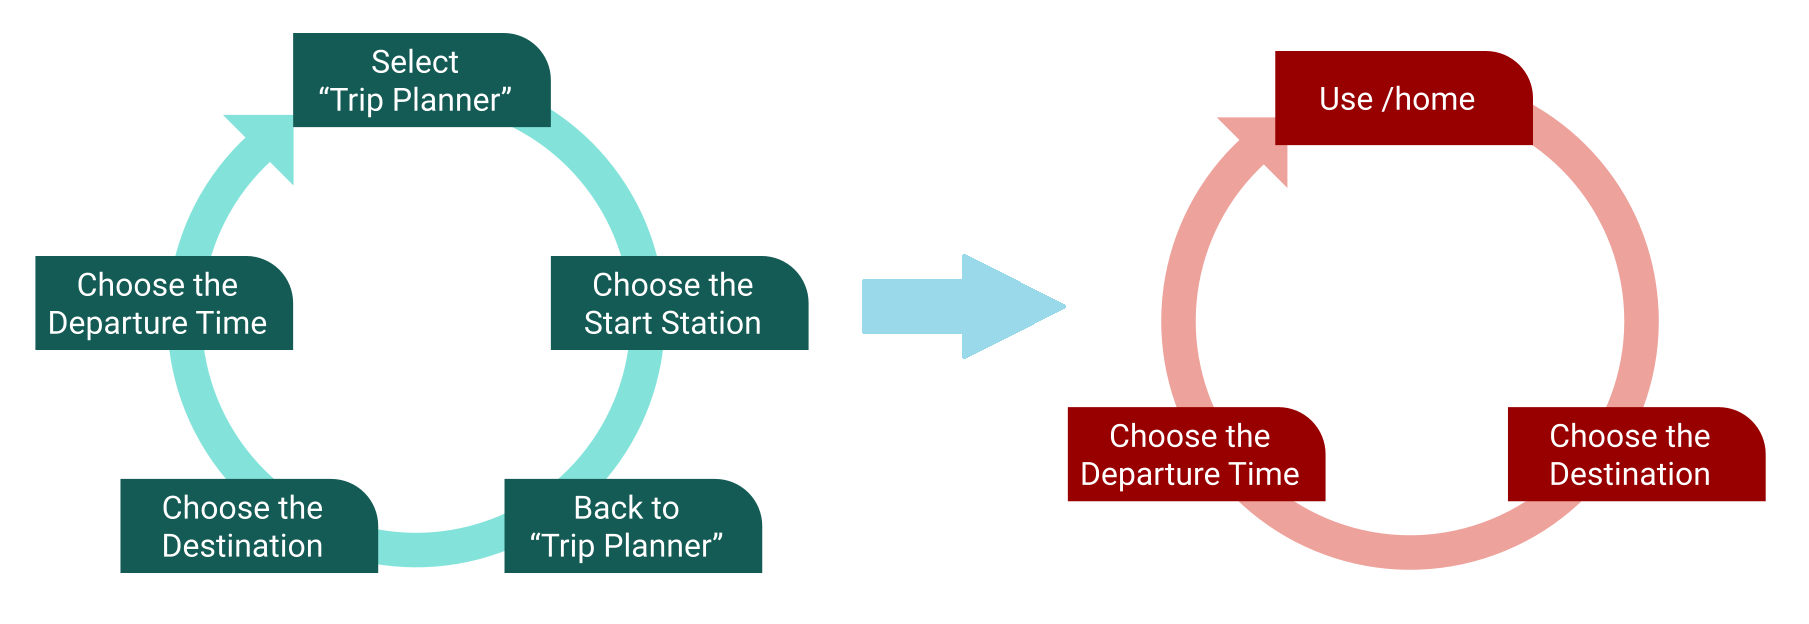 Select
“Trip Planner”
Choose the
Start Station
Back to
“Trip Planner”
Choose the
Destination
Choose the
Departure Time
Use /home
Choose the
Destination
Choose the
Departure Time